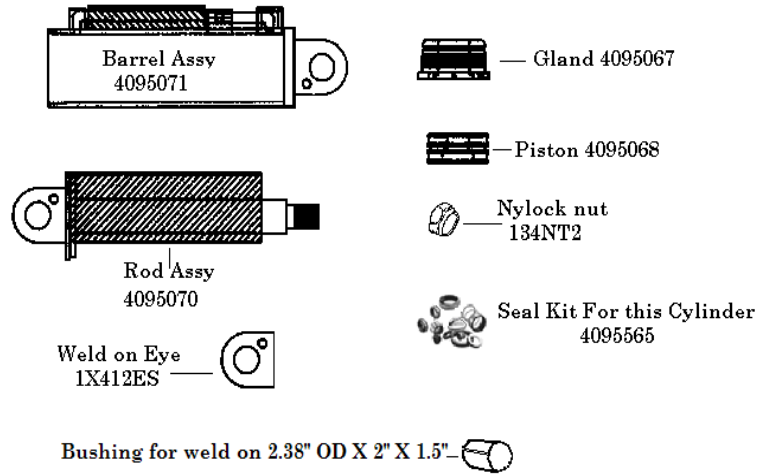 Barrel Assy
4095071
Gland 4095067
Piston 4095068
Nylock nut
134NT2
Rod Assy
4095070
Seal Kit For this Cylinder
4095565
Weld on Eye
1X412ES
Bushing for weld on 2.38" OD X 2" X 1.5"